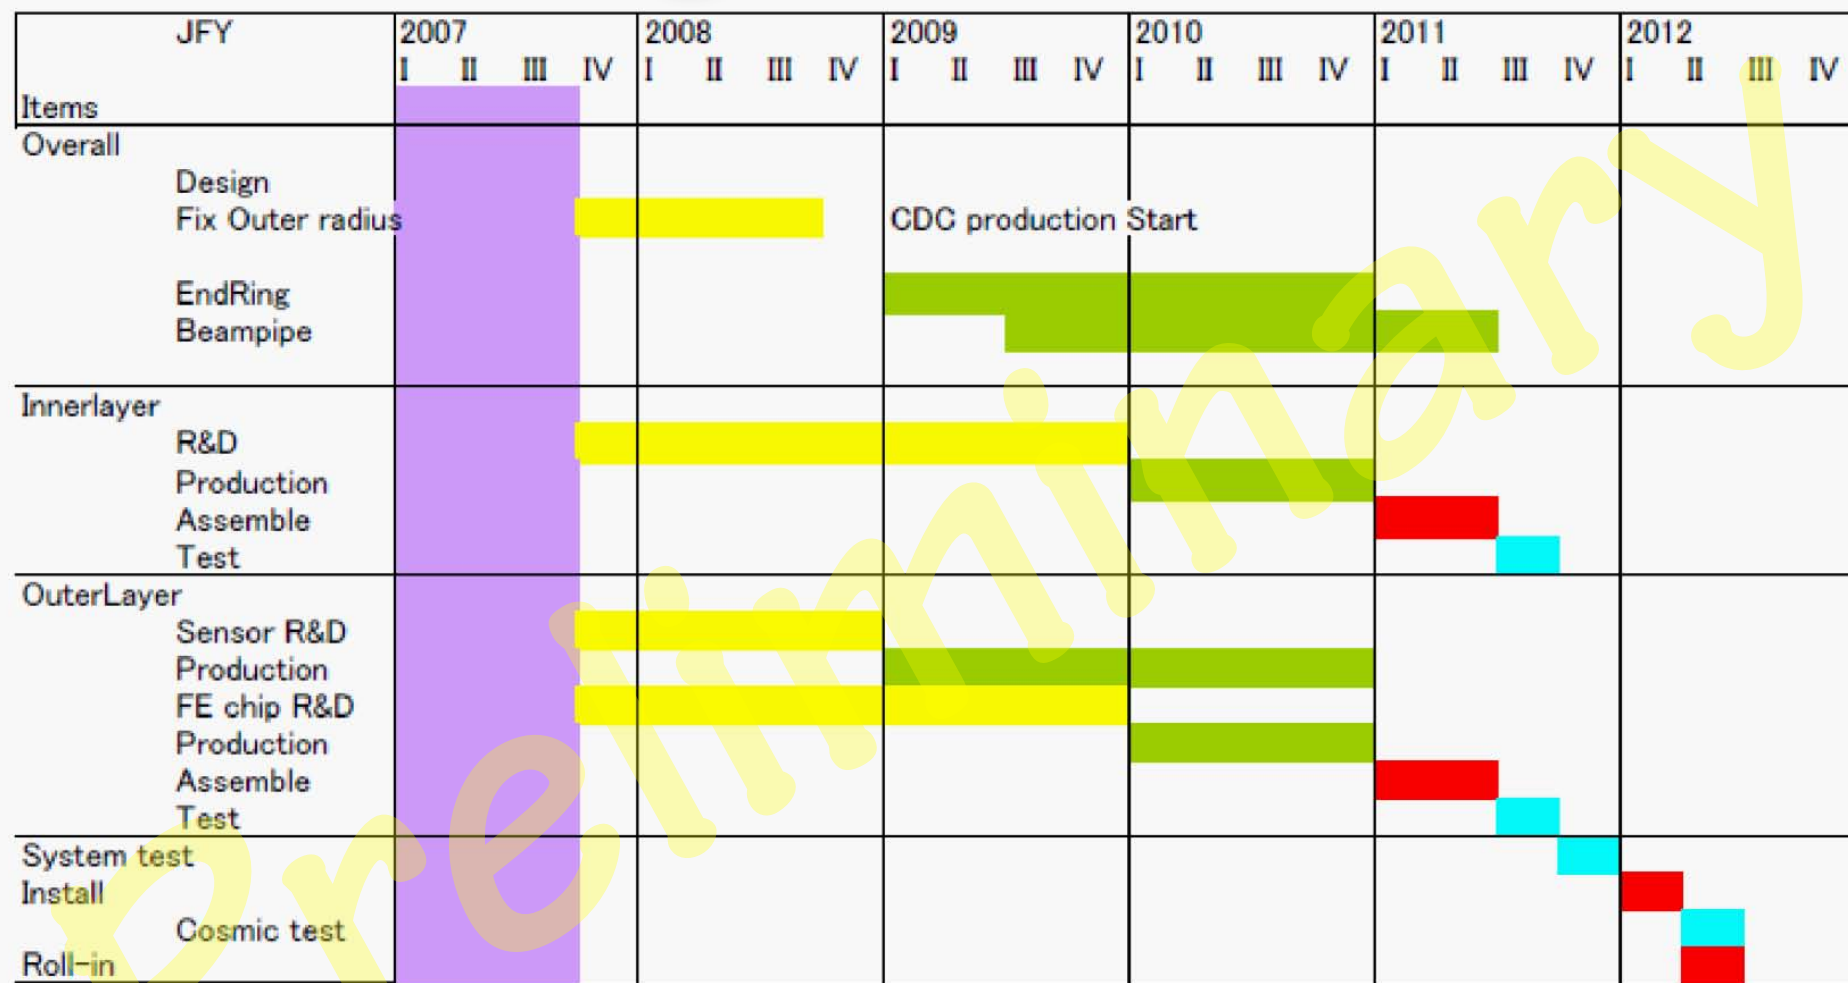 JFY 2007 2008 2009 2010 2011 2012
I II III IV I II III IV I II III IV I II III IV I II III IV I II III IV
Items
Overall
Design
Fix Outer radius CDC production Start
EndRing
Beampipe
Innerlayer
R&D
Production
Assemble
Test
OuterLayer
Sensor R&D
Production
FE chip R&D
Production
Assemble
Test
System test
Install
Cosmic test
Roll-in
Preliminary